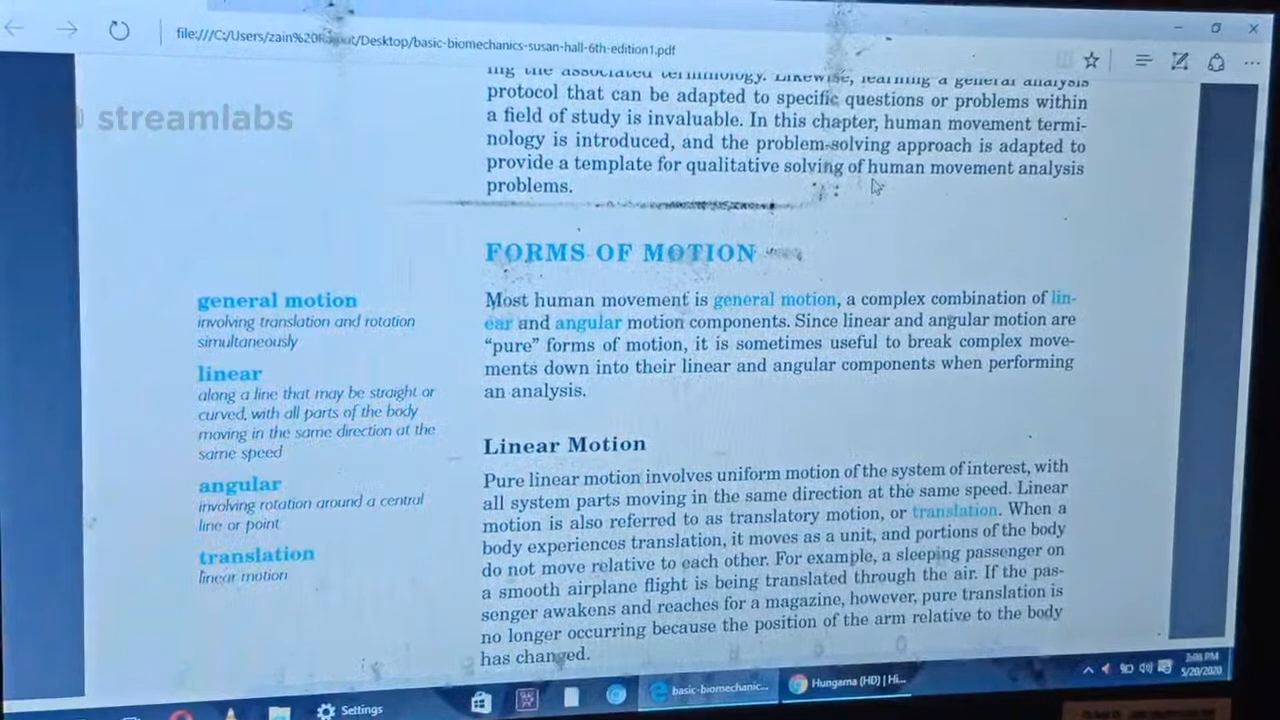 file:///C:/Users/zain%20 /Desktop/basic-biomechanics-susan-hall-6th-edition1.pdf
streamlabs
ing the associated terminology. Likewise, learning a general analysis
protocol that can be adapted to specific questions or problems within
a field of study is invaluable. In this chapter, human movement termi-
nology is introduced, and the problem-solving approach is adapted to
provide a template for qualitative solving of human movement analysis
problems.
FORMS OF MOTION
general motion
involving translation and rotation
simultaneously
linear
along a line that may be straight or
curved, with all parts of the body
moving in the same direction at the
same speed
angular
involving rotation around a central
line or point
translation
linear motion
Most human movement is general motion, a complex combination of lin-
ear and angular motion components. Since linear and angular motion are
“pure” forms of motion, it is sometimes useful to break complex move-
ments down into their linear and angular components when performing
an analysis.
Linear Motion
Pure linear motion involves uniform motion of the system of interest, with
all system parts moving in the same direction at the same speed. Linear
motion is also referred to as translatory motion, or translation. When a
body experiences translation, it moves as a unit, and portions of the body
do not move relative to each other. For example, a sleeping passenger on
a smooth airplane flight is being translated through the air. If the pas-
senger awakens and reaches for a magazine, however, pure translation is
no longer occurring because the position of the arm relative to the body
has changed.
Settings
basic-biomechanic...
Hungama (HD) | Hi...
PM
5/20/2020